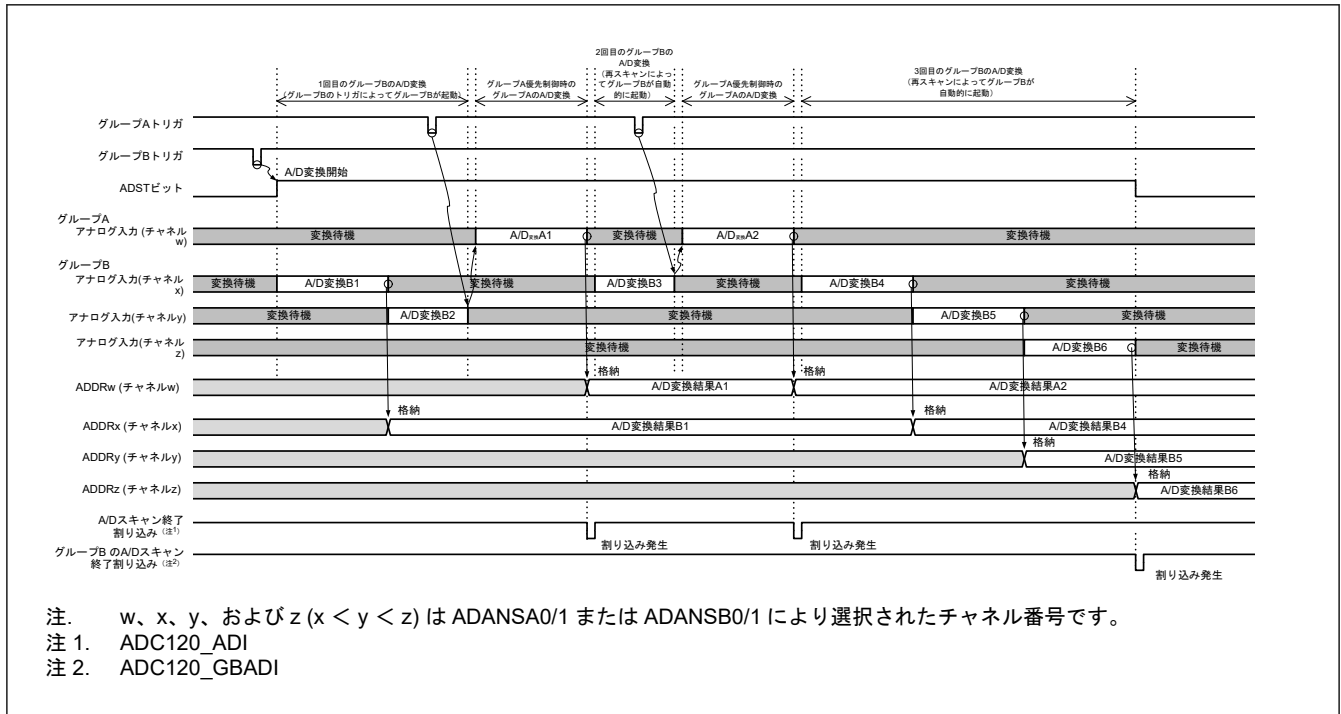 1回目のグループBのA/D変換
(グループBのトリガによってグループBが起動)
グループA優先制御時の
グループAのA/D変換
2回目のグループBの
A/D変換
(再スキャンによっ
てグループBが自動
的に起動)
グループA優先制御時の
グループAのA/D変換
3回目のグループBのA/D変換
(再スキャンによってグループBが
自動的に起動)
グループAトリガ
グループBトリガ
A/D変換開始
ADSTビット
グループA
アナログ入力 (チャネル
w)
変換待機
A/D変換A1
変換待機
A/D変換A2
変換待機
グループB
アナログ入力(チャネル
x)
変換待機
A/D変換B1
変換待機
A/D変換B3
変換待機
A/D変換B4
変換待機
アナログ入力(チャネルy)
変換待機
A/D変換B2
変換待機
A/D変換B5
変換待機
アナログ入力(チャネル
z)
変換待機
A/D変換B6
変換待機
格納
格納
ADDRw (チャネルw)
A/D変換結果A1
A/D変換結果A2
格納
格納
ADDRx (チャネルx)
A/D変換結果B1
A/D変換結果B4
格納
ADDRy (チャネルy)
A/D変換結果B5
格納
ADDRz (チャネルz)
A/D変換結果B6
A/Dスキャン終了
割り込み (注1)
割り込み発生
割り込み発生
グループB のA/Dスキャン
終了割り込み (注2)
割り込み発生
注. w、x、y、および z (x < y < z) は ADANSA0/1 または ADANSB0/1 により選択されたチャネル番号です。
注 1. ADC120_ADI
注 2. ADC120_GBADI